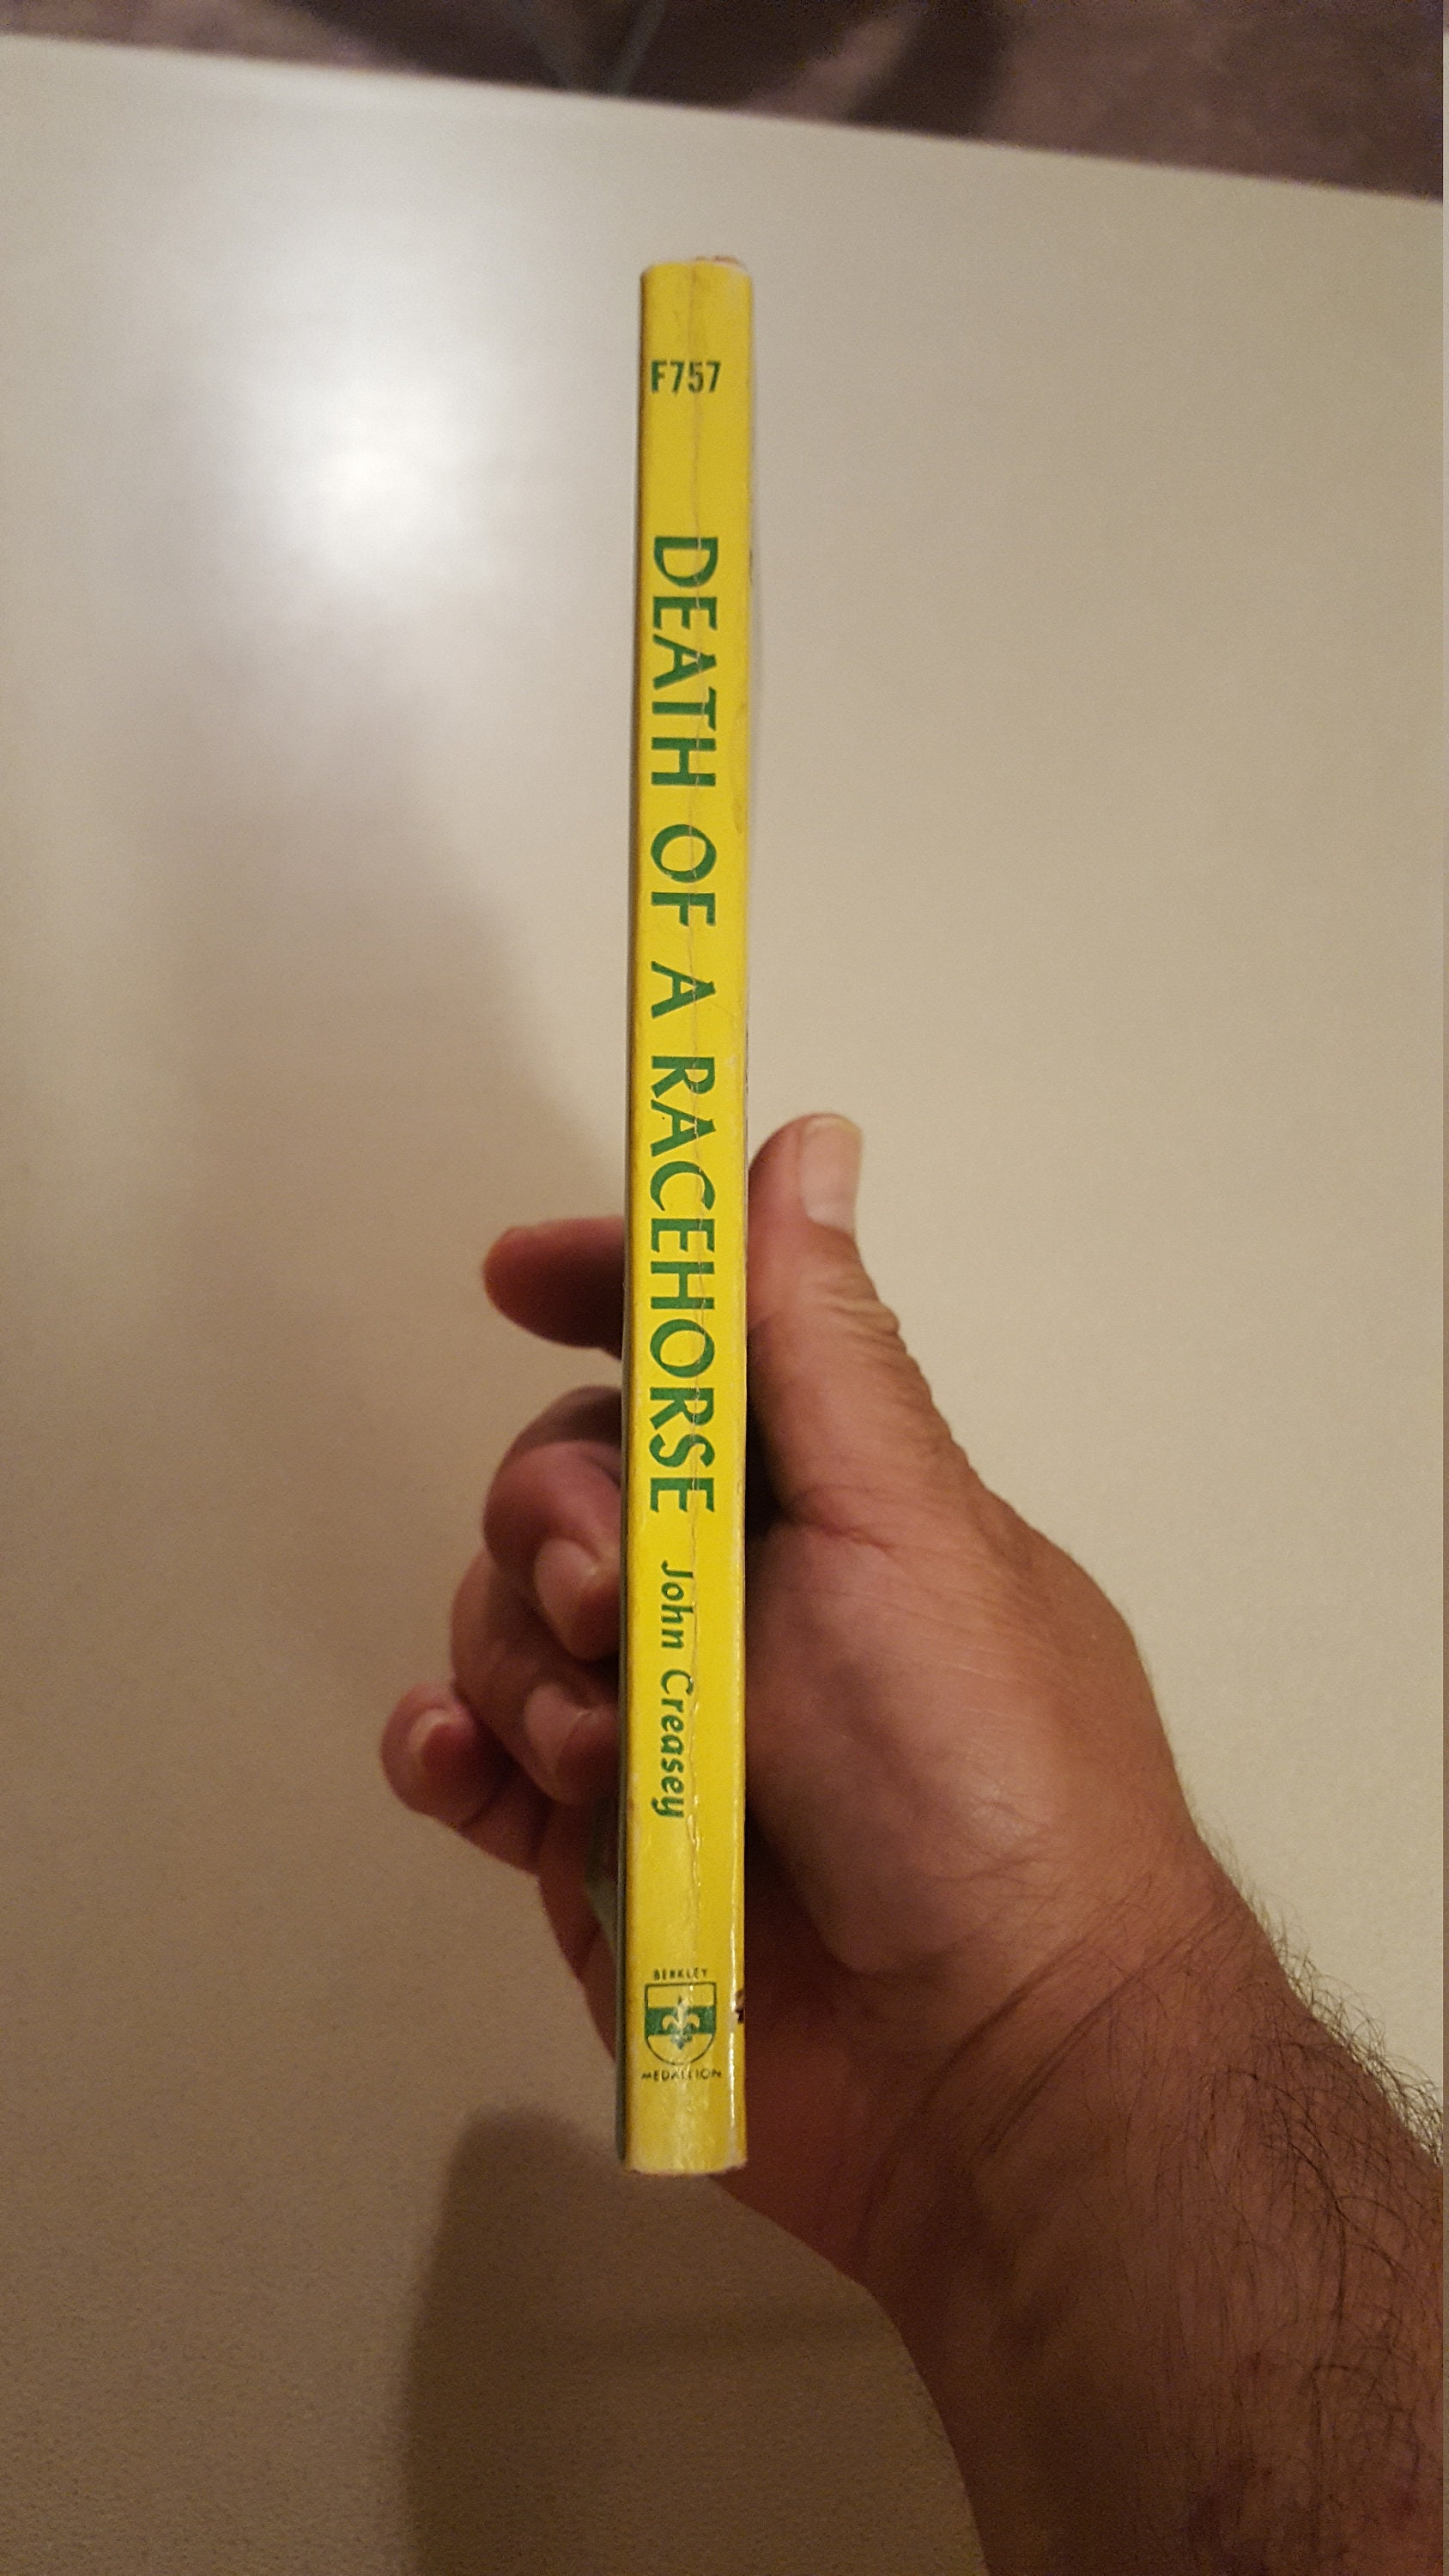 F757
DEATH OF A RACEHORSE John Creasey
BERKLEY
MEDALLION